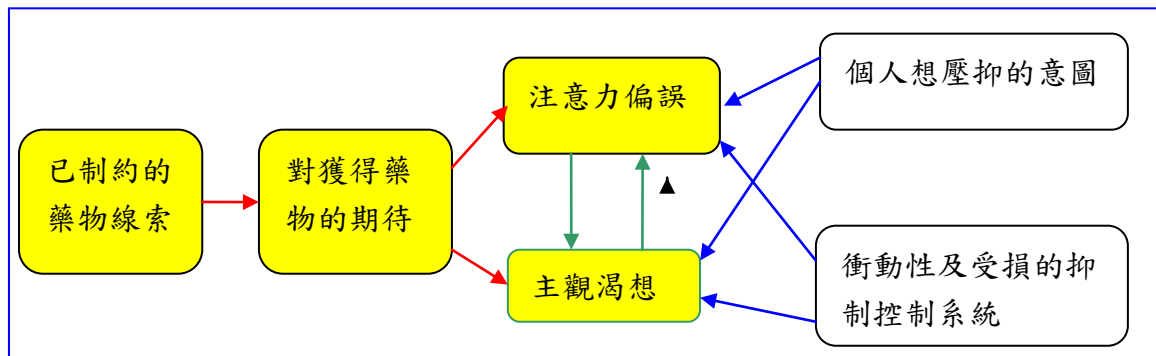 已制約的
藥物線索
對獲得藥
物的期待
注意力偏誤
主觀渴想
個人想壓抑的意圖
衝動性及受損的抑
制控制系統